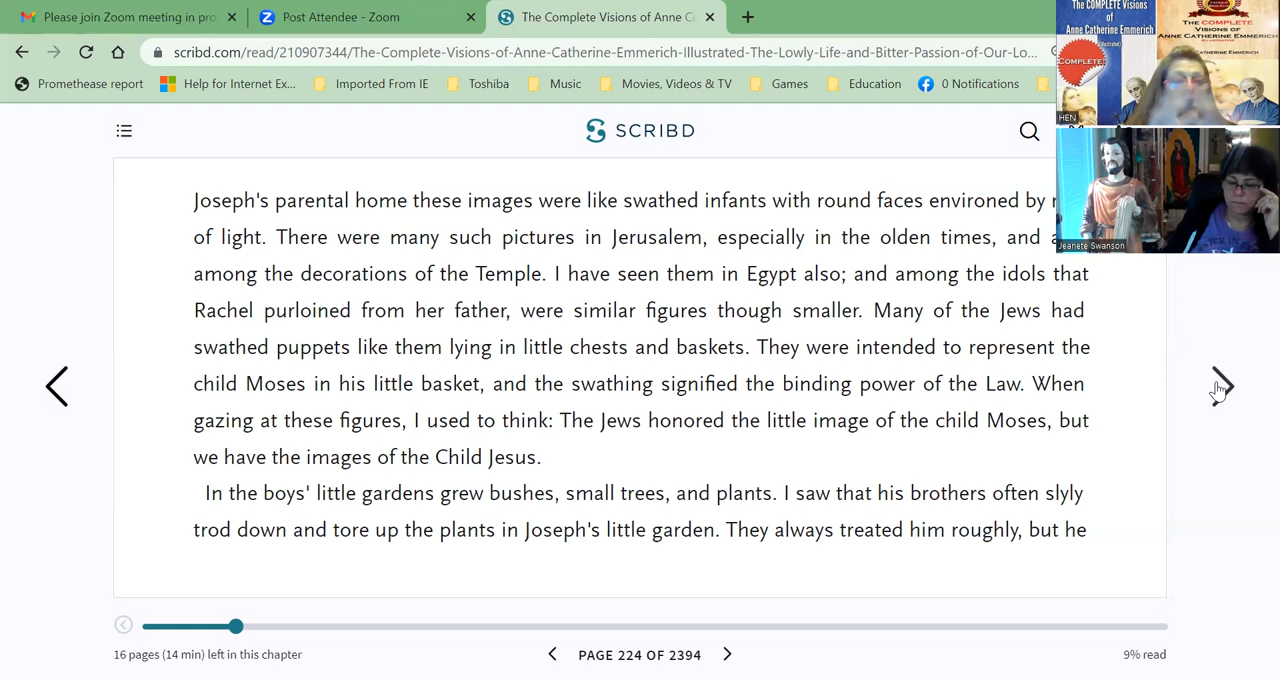 Please join Zoom meeting in pro
Post Attendee - Zoom
The Complete Visions of Anne C
scribd.com/read/210907344/The-Complete-Visions-of-Anne-Catherine-Emmerich-Illustrated-The-Lowly-Life-and-Bitter-Passion-of-Our-Lo...
Promethease report
Help for Internet Ex...
Imported From IE
Toshiba
Music
Movies, Videos & TV
Games
Education
0 Notifications
The COMPLETE Visions
of
Anne Catherine Emmerich
COMPLETE!
The COMPLETE
VISIONS OF
ANNE CATHERINE EMMERICH
HEN
Jeanete Swanson
SCRIBD
Joseph's parental home these images were like swathed infants with round faces environed by
of light. There were many such pictures in Jerusalem, especially in the olden times, and
among the decorations of the Temple. I have seen them in Egypt also; and among the idols that
Rachel purloined from her father, were similar figures though smaller. Many of the Jews had
swathed puppets like them lying in little chests and baskets. They were intended to represent the
child Moses in his little basket, and the swathing signified the binding power of the Law. When
gazing at these figures, I used to think: The Jews honored the little image of the child Moses, but
we have the images of the Child Jesus.
In the boys' little gardens grew bushes, small trees, and plants. I saw that his brothers often slyly
trod down and tore up the plants in Joseph's little garden. They always treated him roughly, but he
16 pages (14 min) left in this chapter
PAGE 224 OF 2394
9% read